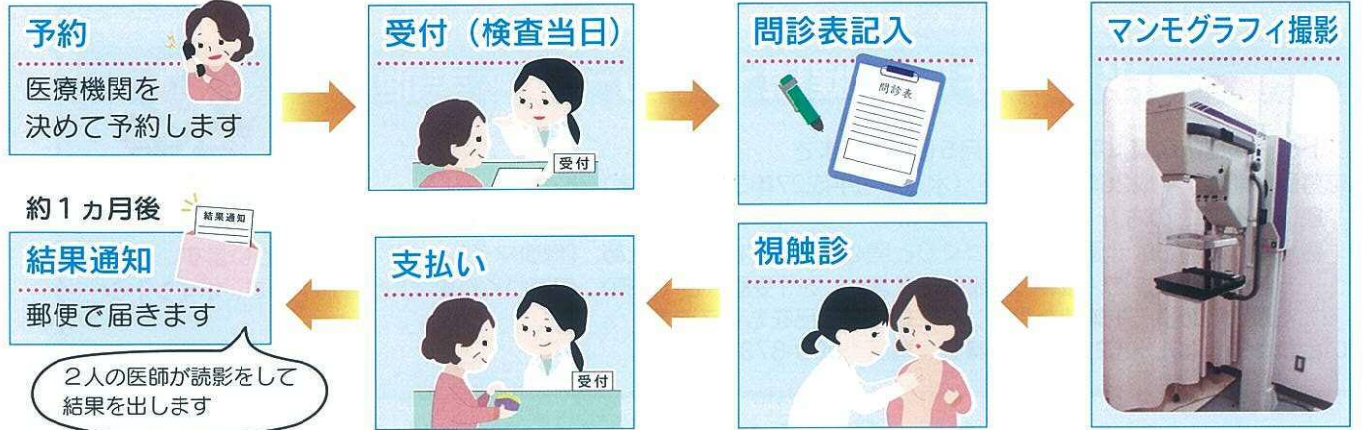 予約
医療機関を
決めて予約します
受付（検査当日）
受付
問診表記入
問診表
マンモグラフィ撮影
視触診
支払い
受付
約１ヵ月後
結果通知
結果通知
郵便で届きます
２人の医師が読影をして
結果を出します